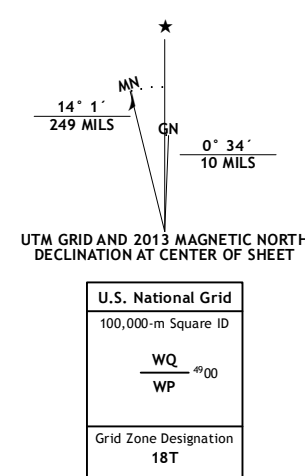 ★
MN
14° 1´
249 MILS
GN
0° 34´
10 MILS
UTM GRID AND 2013 MAGNETIC NORTH
DECLINATION AT CENTER OF SHEET
U.S. National Grid
100,000-m Square ID
WQ
⁴⁹00
WP
Grid Zone Designation
18T